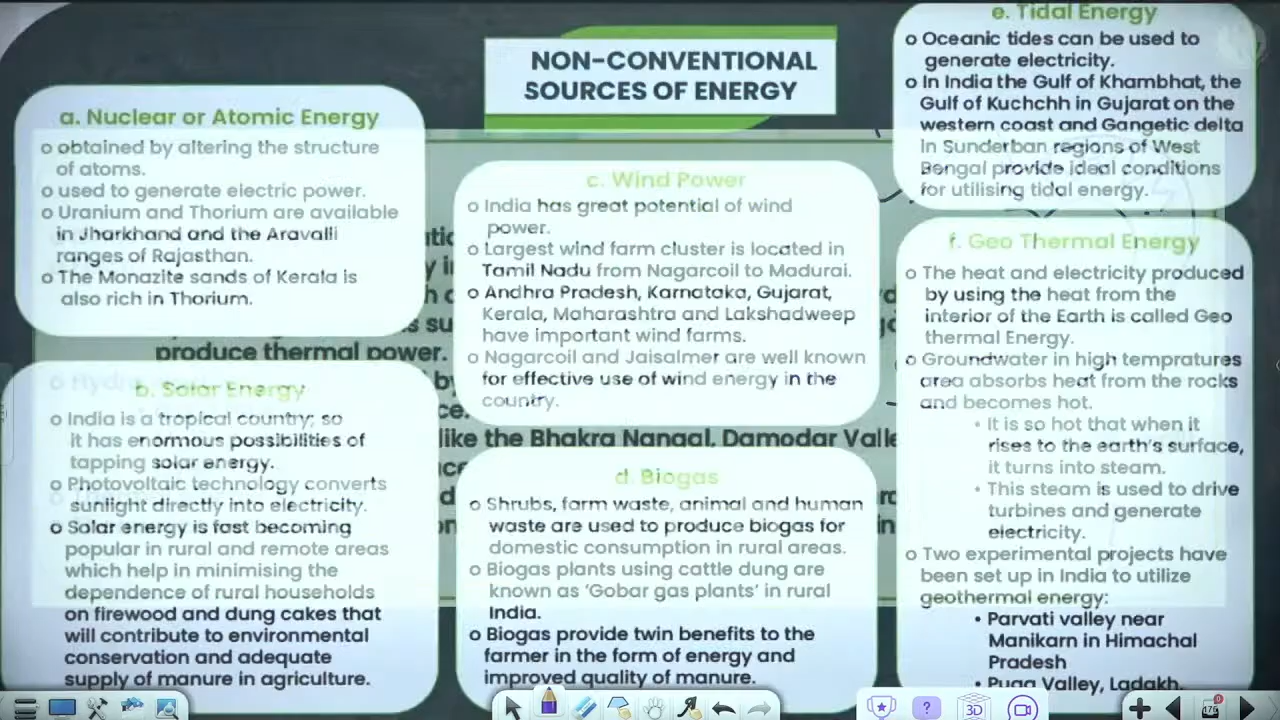 NON-CONVENTIONAL
SOURCES OF ENERGY
a. Nuclear or Atomic Energy
o obtained by altering the structure
of atoms.
o used to generate electric power.
o Uranium and Thorium are available
in Jharkhand and the Aravalli
ranges of Rajasthan.
o The Monazite sands of Kerala is
also rich in Thorium.
produce thermal power.
b. Solar Energy
o India is a tropical country; so
it has enormous possibilities of
tapping solar energy.
o Photovoltaic technology converts
sunlight directly into electricity.
o Solar energy is fast becoming
popular in rural and remote areas
which help in minimising the
dependence of rural households
on firewood and dung cakes that
will contribute to environmental
conservation and adequate
supply of manure in agriculture.
c. Wind Power
o India has great potential of wind
power.
o Largest wind farm cluster is located in
Tamil Nadu from Nagarcoil to Madurai.
o Andhra Pradesh, Karnataka, Gujarat,
Kerala, Maharashtra and Lakshadweep
have important wind farms.
o Nagarcoil and Jaisalmer are well known
for effective use of wind energy in the
country.
like the Bhakra Nangal, Damodar Valle
d. Biogas
o Shrubs, farm waste, animal and human
waste are used to produce biogas for
domestic consumption in rural areas.
o Biogas plants using cattle dung are
known as ‘Gobar gas plants’ in rural
India.
o Biogas provide twin benefits to the
farmer in the form of energy and
improved quality of manure.
e. Tidal Energy
o Oceanic tides can be used to
generate electricity.
o In India the Gulf of Khambhat, the
Gulf of Kuchchh in Gujarat on the
western coast and Gangetic delta
in Sunderban regions of West
Bengal provide ideal conditions
for utilising tidal energy.
f. Geo Thermal Energy
o The heat and electricity produced
by using the heat from the
interior of the Earth is called Geo
thermal Energy.
o Groundwater in high tempratures
area absorbs heat from the rocks
and becomes hot.
• It is so hot that when it
rises to the earth's surface,
it turns into steam.
• This steam is used to drive
turbines and generate
electricity.
o Two experimental projects have
been set up in India to utilize
geothermal energy:
• Parvati valley near
Manikarn in Himachal
Pradesh
• Puga Valley, Ladakh.
3D
176